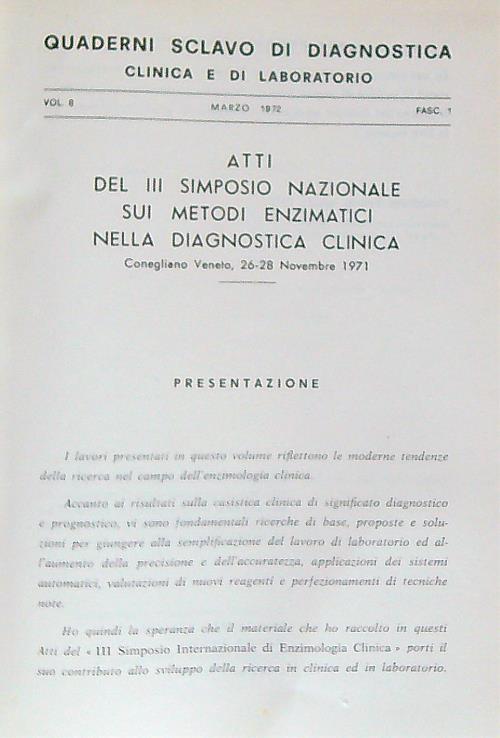 QUADERNI SCLAVO DI DIAGNOSTICA
CLINICA E DI LABORATORIO
VOL. 8 MARZO 1972 FASC. 1
ATTI
DEL III SIMPOSIO NAZIONALE
SUI METODI ENZIMATICI
NELLA DIAGNOSTICA CLINICA
Conegliano Veneto, 26-28 Novembre 1971
PRESENTAZIONE
I lavori presentati in questo volume riflettono le moderne tendenze
della ricerca nel campo dell'enzimologia clinica.
Accanto ai risultati sulla casistica clinica di significato diagnostico
e prognostico, vi sono fondamentali ricerche di base, proposte e solu-
zioni per giungere alla semplificazione del lavoro di laboratorio ed al-
l'aumento della precisione e dell'accuratezza, applicazioni dei sistemi
automatici, valutazioni di nuovi reagenti e perfezionamenti di tecniche
note.
Ho quindi la speranza che il materiale che ho raccolto in questi
Atti del « III Simposio Internazionale di Enzimologia Clinica » porti il
suo contributo allo sviluppo della ricerca in clinica ed in laboratorio.